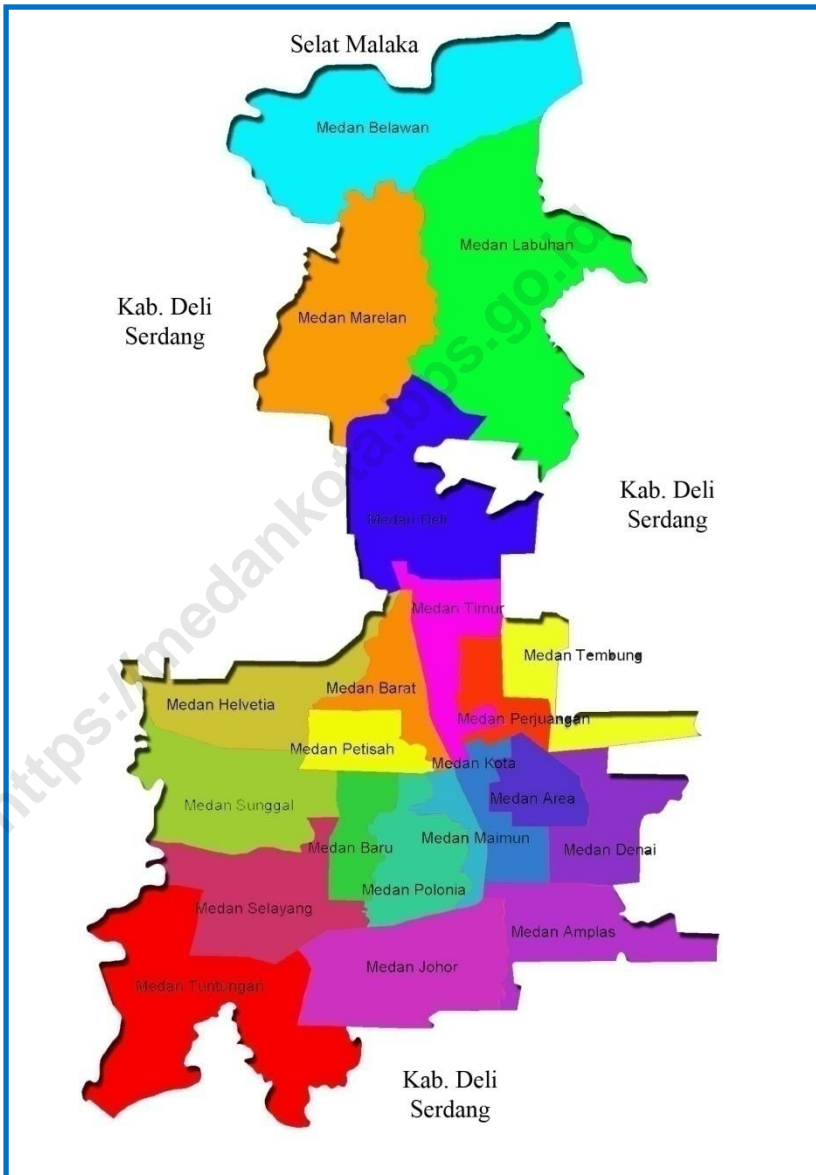 Selat Malaka
Medan Belawan
Medan Labuhan
Kab. Deli
Serdang
Medan Marelan
Kab. Deli
Serdang
Medan Deli
Medan Timur
Medan Tembung
Medan Barat
Medan Helvetia
Medan Perjuangan
Medan Petisah
Medan Kota
Medan Sunggal
Medan Area
Medan Maimun
Medan Baru
Medan Denai
Medan Polonia
Medan Selayang
Medan Amplas
Medan Johor
Medan Tuntungan
Kab. Deli
Serdang
https://medankota.bps.go.id